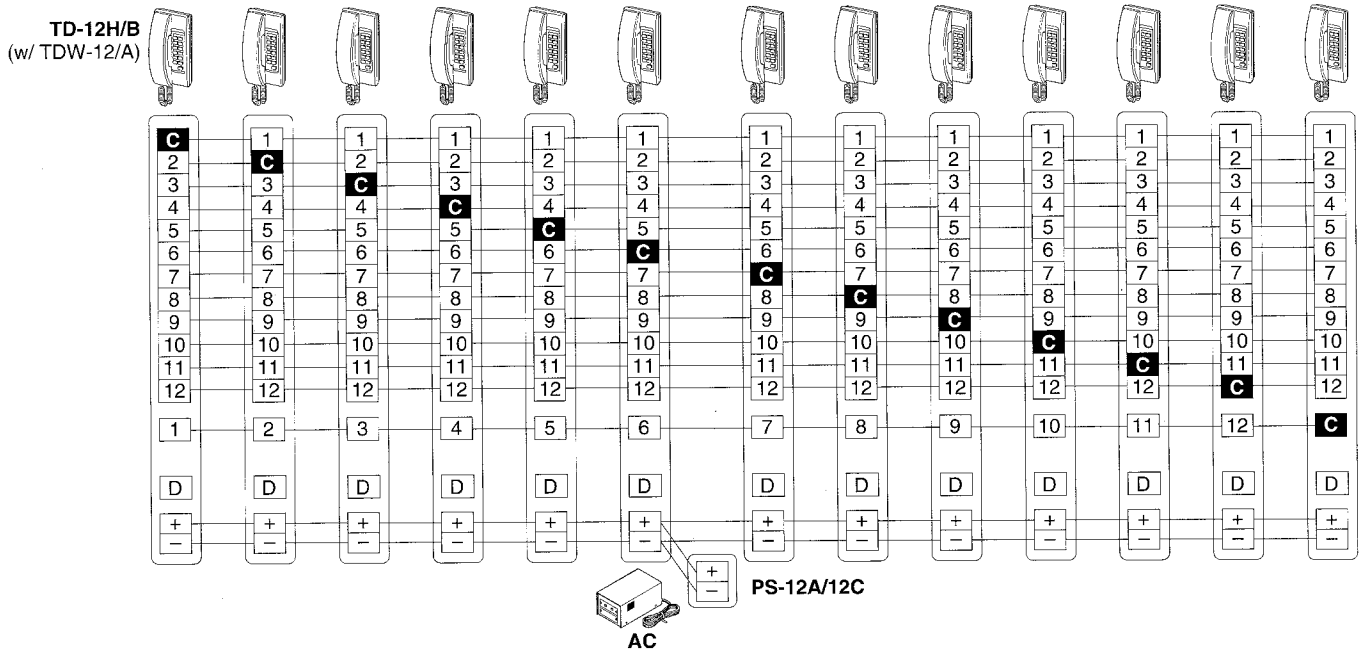 TD-12H/B
(w/ TDW-12/A)
C 1 1 1 1 1 1 1 1 1 1 1 1
2 C 2 2 2 2 2 2 2 2 2 2 2
3 3 C 3 3 3 3 3 3 3 3 3 3
4 4 4 C 4 4 4 4 4 4 4 4 4
5 5 5 5 C 5 5 5 5 5 5 5 5
6 6 6 6 6 C 6 6 6 6 6 6 6
7 7 7 7 7 7 C 7 7 7 7 7 7
8 8 8 8 8 8 8 C 8 8 8 8 8
9 9 9 9 9 9 9 9 C 9 9 9 9
10 10 10 10 10 10 10 10 10 C 10 10 10
11 11 11 11 11 11 11 11 11 11 C 11 11
12 12 12 12 12 12 12 12 12 12 12 C 12
1 2 3 4 5 6 7 8 9 10 11 12 C
D D D D D D D D D D D D D
+ + + + + + + + + + + + +
− − − − − − − − − − − − −
+
−
PS-12A/12C
AC